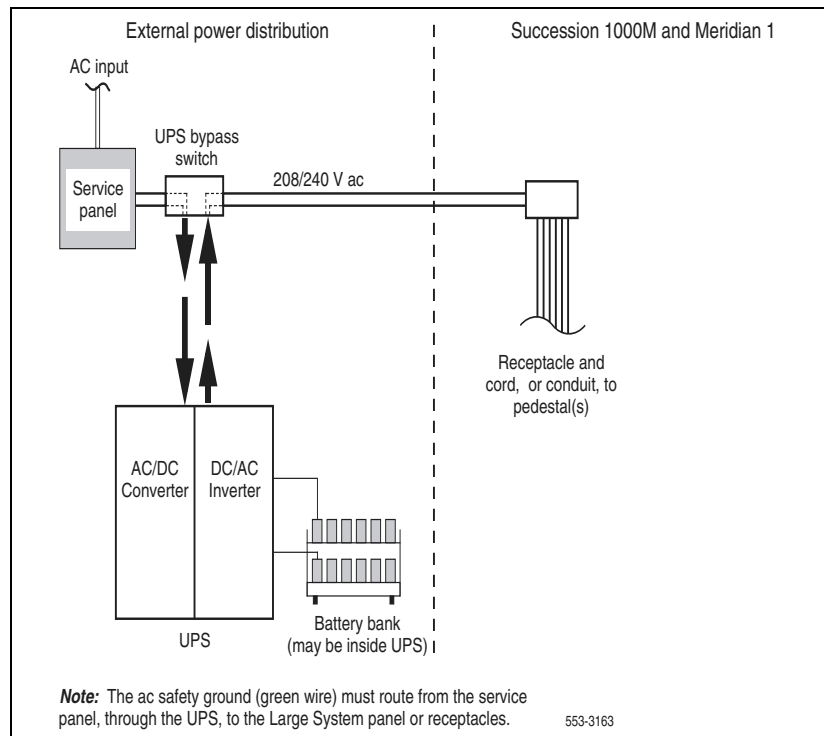 External power distribution
Succession 1000M and Meridian 1
AC input
UPS bypass
switch
Service
panel
208/240 V ac
Receptacle and
cord, or conduit, to
pedestal(s)
AC/DC
Converter
DC/AC
Inverter
Battery bank
(may be inside UPS)
UPS
Note: The ac safety ground (green wire) must route from the service
panel, through the UPS, to the Large System panel or receptacles.
553-3163